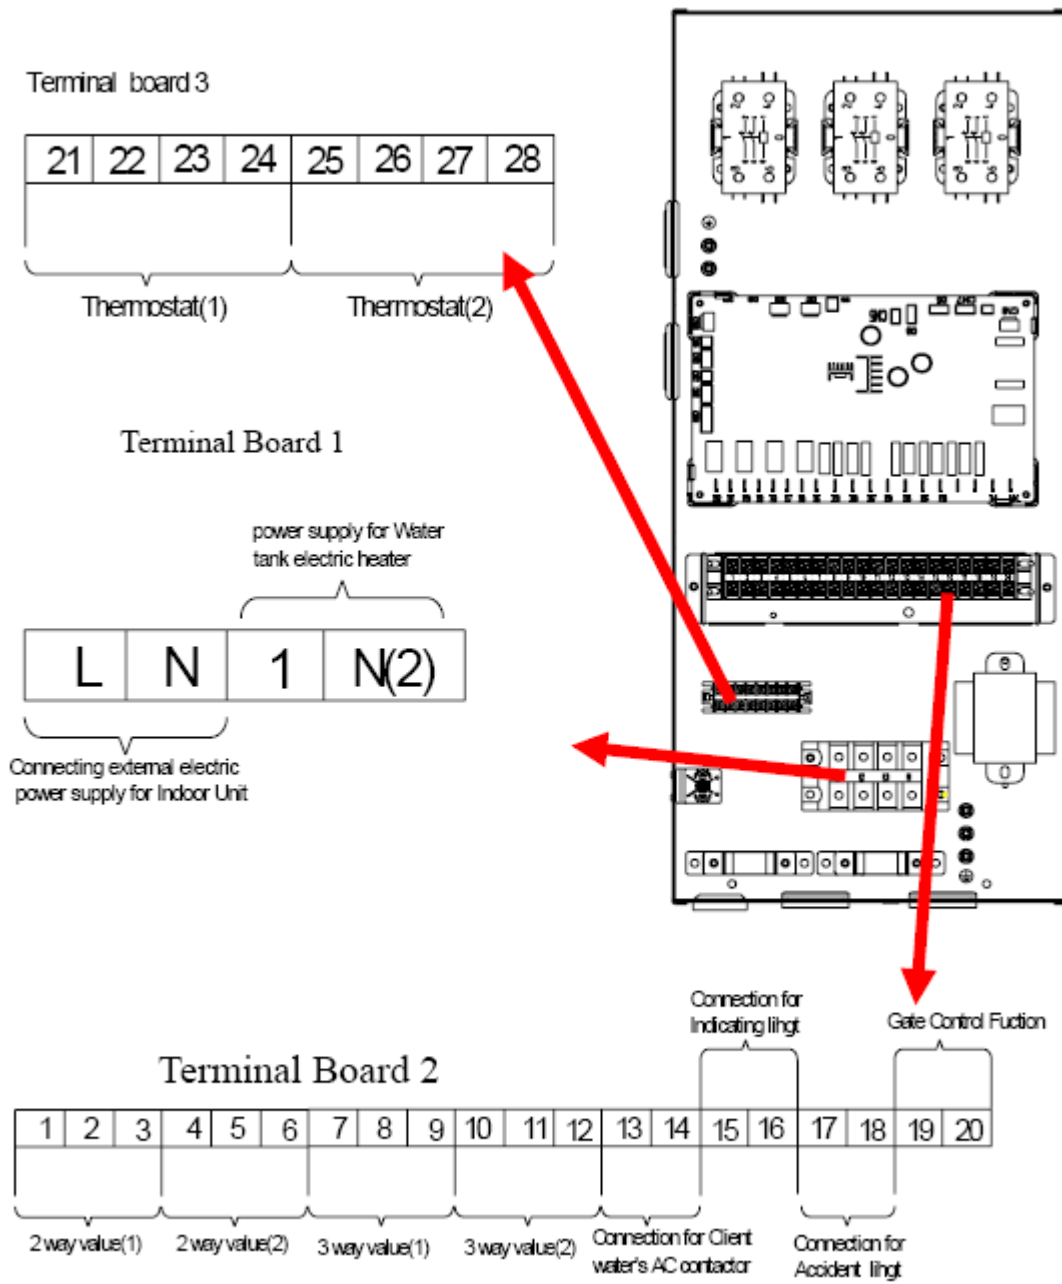 Terminal board 3
21 22 23 24 25 26 27 28
Thermostat(1) Thermostat(2)
Terminal Board 1
power supply for Water
tank electric heater
L N 1 N(2)
Connecting external electric
power supply for Indoor Unit
Connection for
Indicating lihgt
Gate Control Fuction
Terminal Board 2
1 2 3 4 5 6 7 8 9 10 11 12 13 14 15 16 17 18 19 20
2 way value(1) 2 way value(2) 3 way value(1) 3 way value(2)
Connection for Client
water's AC contactor
Connection for
Accident lihgt